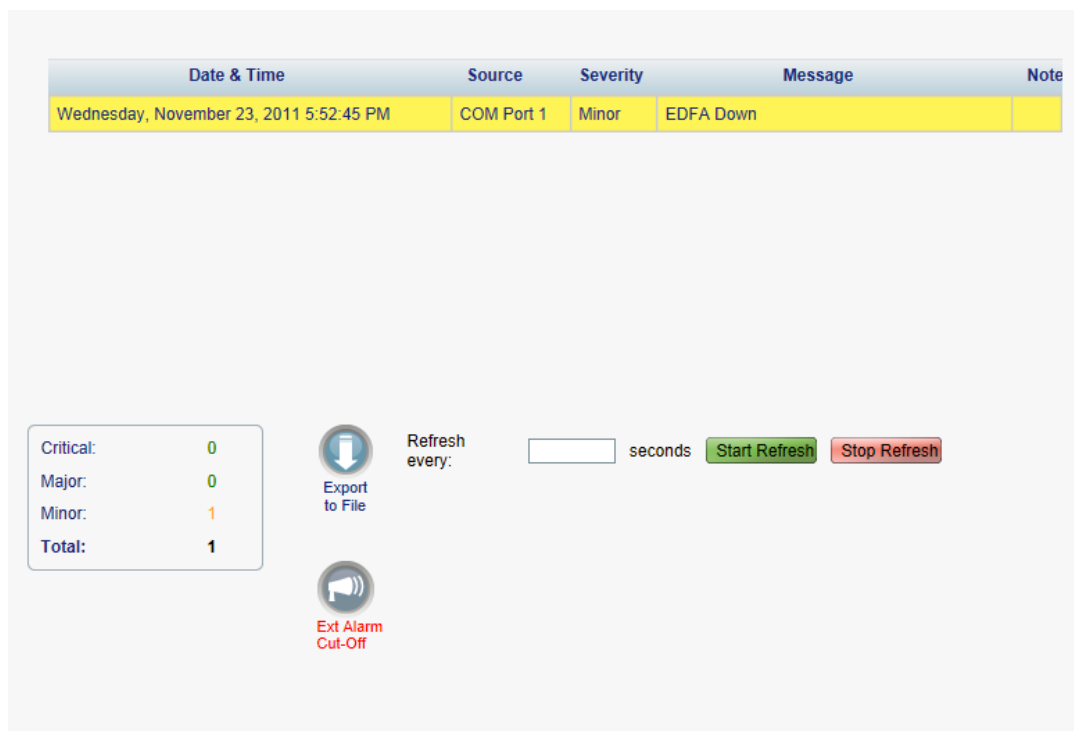 Date & Time Source Severity Message Note
Wednesday, November 23, 2011 5:52:45 PM COM Port 1 Minor EDFA Down
Critical: 0
Major: 0
Minor: 1
Total: 1
Export
to File
Refresh
every:
seconds Start Refresh Stop Refresh
Ext Alarm
Cut-Off